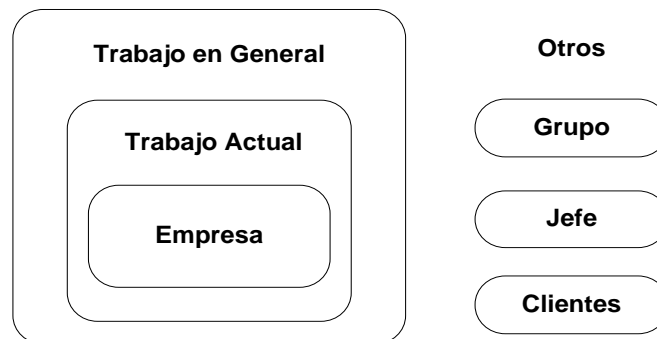 Trabajo en General
Trabajo Actual
Empresa
Otros
Grupo
Jefe
Clientes